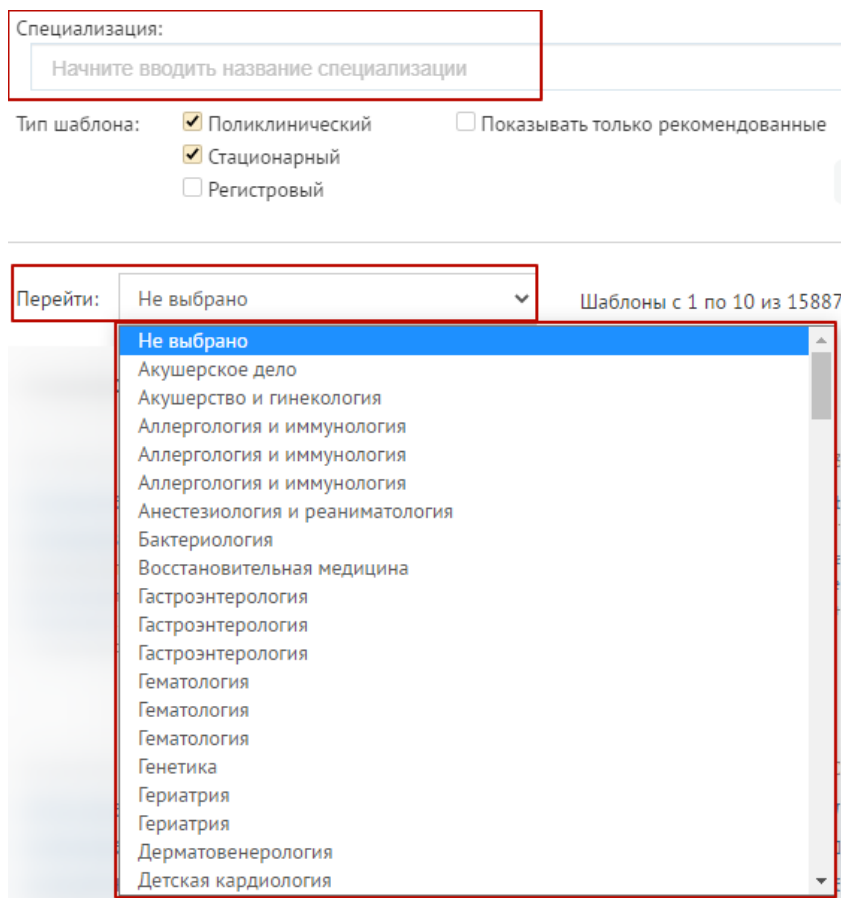 Специализация:
Начните вводить название специализации
Тип шаблона: Поликлинический Показывать только рекомендованные
Стационарный
Регистровый
Перейти: Не выбрано Шаблоны с 1 по 10 из 15887
Не выбрано
Акушерское дело
Акушерство и гинекология
Аллергология и иммунология
Аллергология и иммунология
Аллергология и иммунология
Анестезиология и реаниматология
Бактериология
Восстановительная медицина
Гастроэнтерология
Гастроэнтерология
Гастроэнтерология
Гематология
Гематология
Гематология
Генетика
Гериатрия
Гериатрия
Дерматовенерология
Детская кардиология